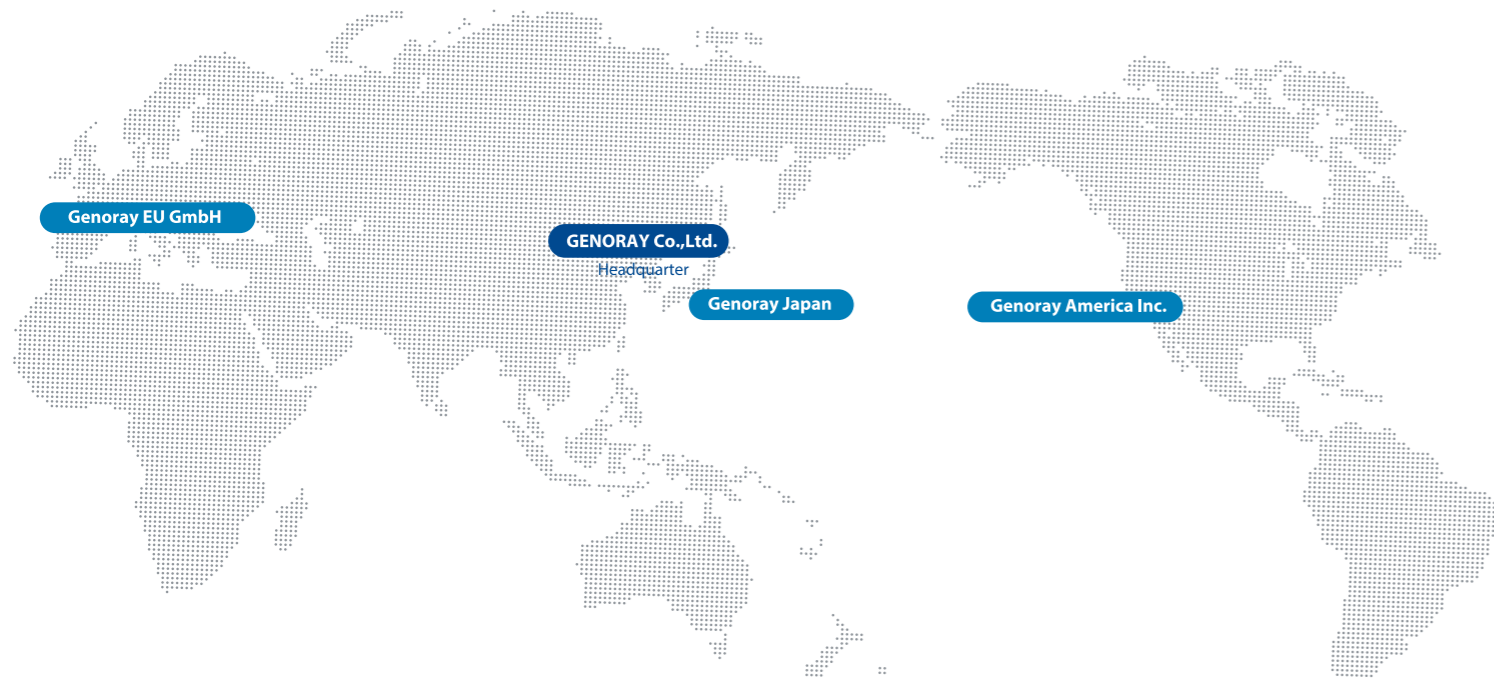 Genoray EU GmbH
GENORAY Co.,Ltd.
Headquarter
Genoray Japan
Genoray America Inc.